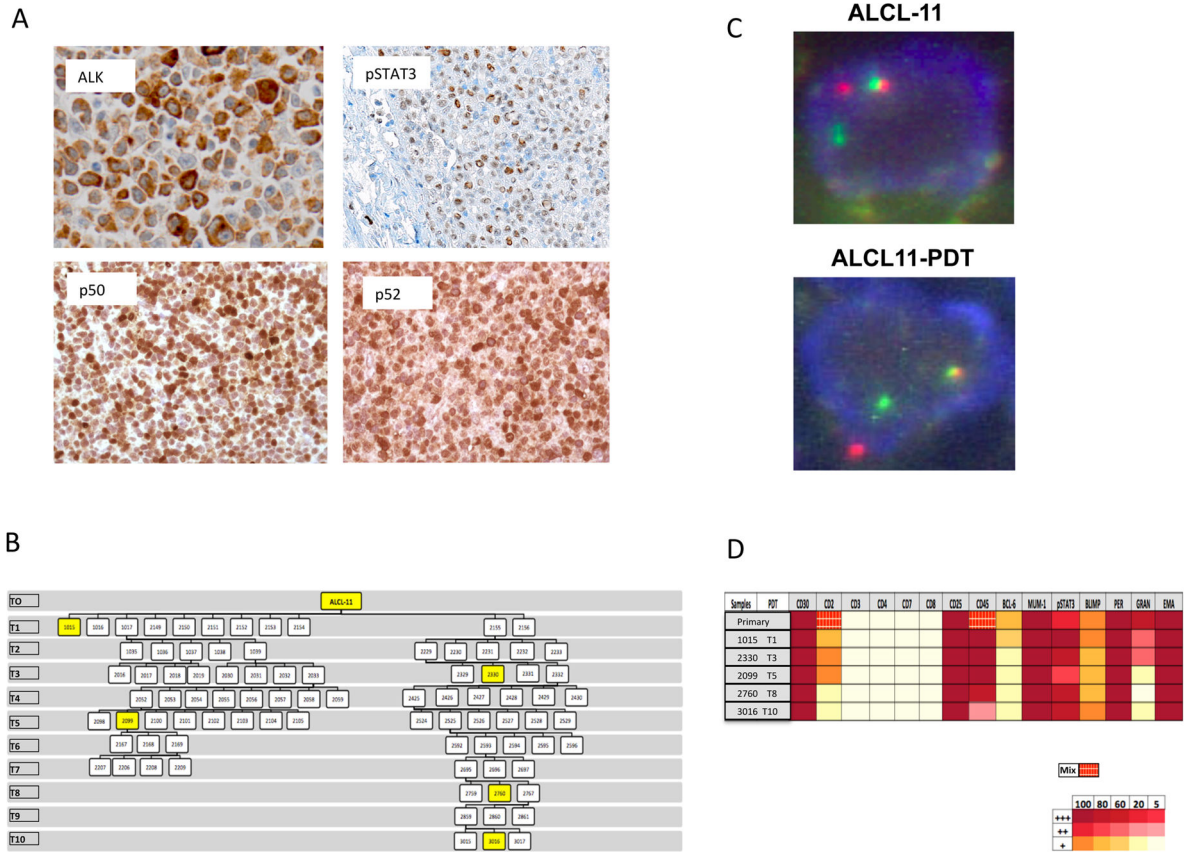 A
ALK
pSTAT3
p50
p52
C
ALCL-11
ALCL11-PDT
B
TO
ALCL-11
T1
1015 1016 1017 2149 2150 2151 2152 2153 2154 2155 2156
T2
1035 1036 1037 1038 1039 2229 2230 2231 2232 2233
T3
2016 2017 2018 2019 2030 2031 2032 2033 2329 2330 2331 2332
T4
2052 2053 2054 2055 2056 2057 2058 2059 2425 2426 2427 2428 2429 2430
T5
2098 2099 2100 2101 2102 2103 2104 2105 2524 2525 2526 2527 2528 2529
T6
2167 2168 2169 2592 2593 2594 2595 2596
T7
2207 2206 2208 2209 2695 2696 2697
T8
2759 2760 2767
T9
2859 2860 2861
T10
3015 3016 3017
D
Samples PDT CD30 CD2 CD3 CD4 CD7 CD8 CD25 CD45 BCL-6 MUM-1 pSTAT3 BLIMP PER GRAN EMA
Primary
1015 T1
2330 T3
2099 T5
2760 T8
3016 T10
Mix
100 80 60 20 5
+++
++
+